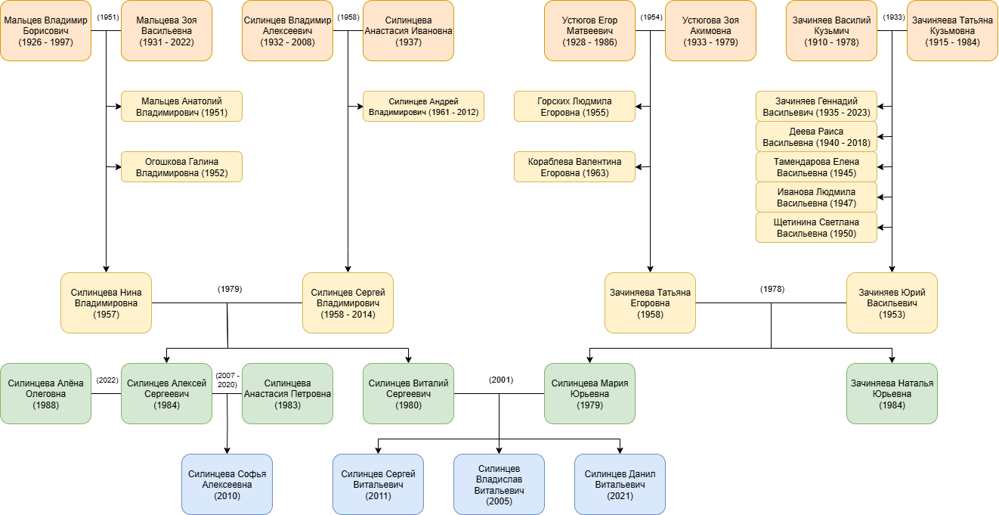 Мальцев Владимир
Борисович
(1926 - 1997)
(1951)
Мальцева Зоя
Васильевна
(1931 - 2022)
Силинцев Владимир
Алексеевич
(1932 - 2008)
(1958)
Силинцева
Анастасия Ивановна
(1937)
Устюгов Егор
Матвеевич
(1928 - 1986)
(1954)
Устюгова Зоя
Акимовна
(1933 - 1979)
Зачиняев Василий
Кузьмич
(1910 - 1978)
(1933)
Зачиняева Татьяна
Кузьмовна
(1915 - 1984)
Мальцев Анатолий
Владимирович (1951)
Силинцев Андрей
Владимирович (1961 - 2012)
Горских Людмила
Егоровна (1955)
Зачиняев Геннадий
Васильевич (1935 - 2023)
Деева Раиса
Васильевна (1940 - 2018)
Огошкова Галина
Владимировна (1952)
Кораблева Валентина
Егоровна (1963)
Тамендарова Елена
Васильевна (1945)
Иванова Людмила
Васильевна (1947)
Щетинина Светлана
Васильевна (1950)
Силинцева Нина
Владимировна
(1957)
(1979)
Силинцев Сергей
Владимирович
(1958 - 2014)
Зачиняева Татьяна
Егоровна
(1958)
(1978)
Зачиняев Юрий
Васильевич
(1953)
Силинцева Алёна
Олеговна
(1988)
(2022)
Силинцев Алексей
Сергеевич
(1984)
(2007 -
2020)
Силинцева
Анастасия Петровна
(1983)
Силинцев Виталий
Сергеевич
(1980)
(2001)
Силинцева Мария
Юрьевна
(1979)
Зачиняева Наталья
Юрьевна
(1984)
Силинцева Софья
Алексеевна
(2010)
Силинцев Сергей
Витальевич
(2011)
Силинцев
Владислав
Витальевич
(2005)
Силинцев Данил
Витальевич
(2021)